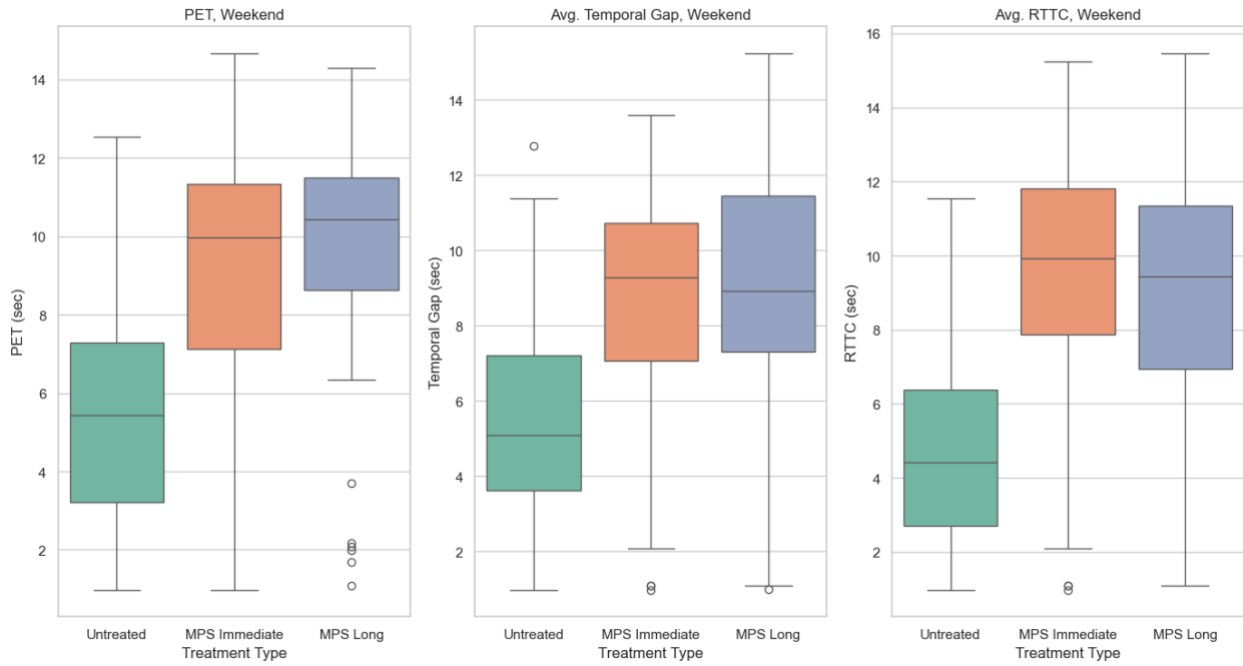 PET, Weekend
14
12
10
8
6
4
2
PET (sec)
Untreated
MPS Immediate
MPS Long
Treatment Type
Avg. Temporal Gap, Weekend
14
12
10
8
6
4
2
Temporal Gap (sec)
Untreated
MPS Immediate
MPS Long
Treatment Type
Avg. RTTC, Weekend
16
14
12
10
8
6
4
2
RTTC (sec)
Untreated
MPS Immediate
MPS Long
Treatment Type